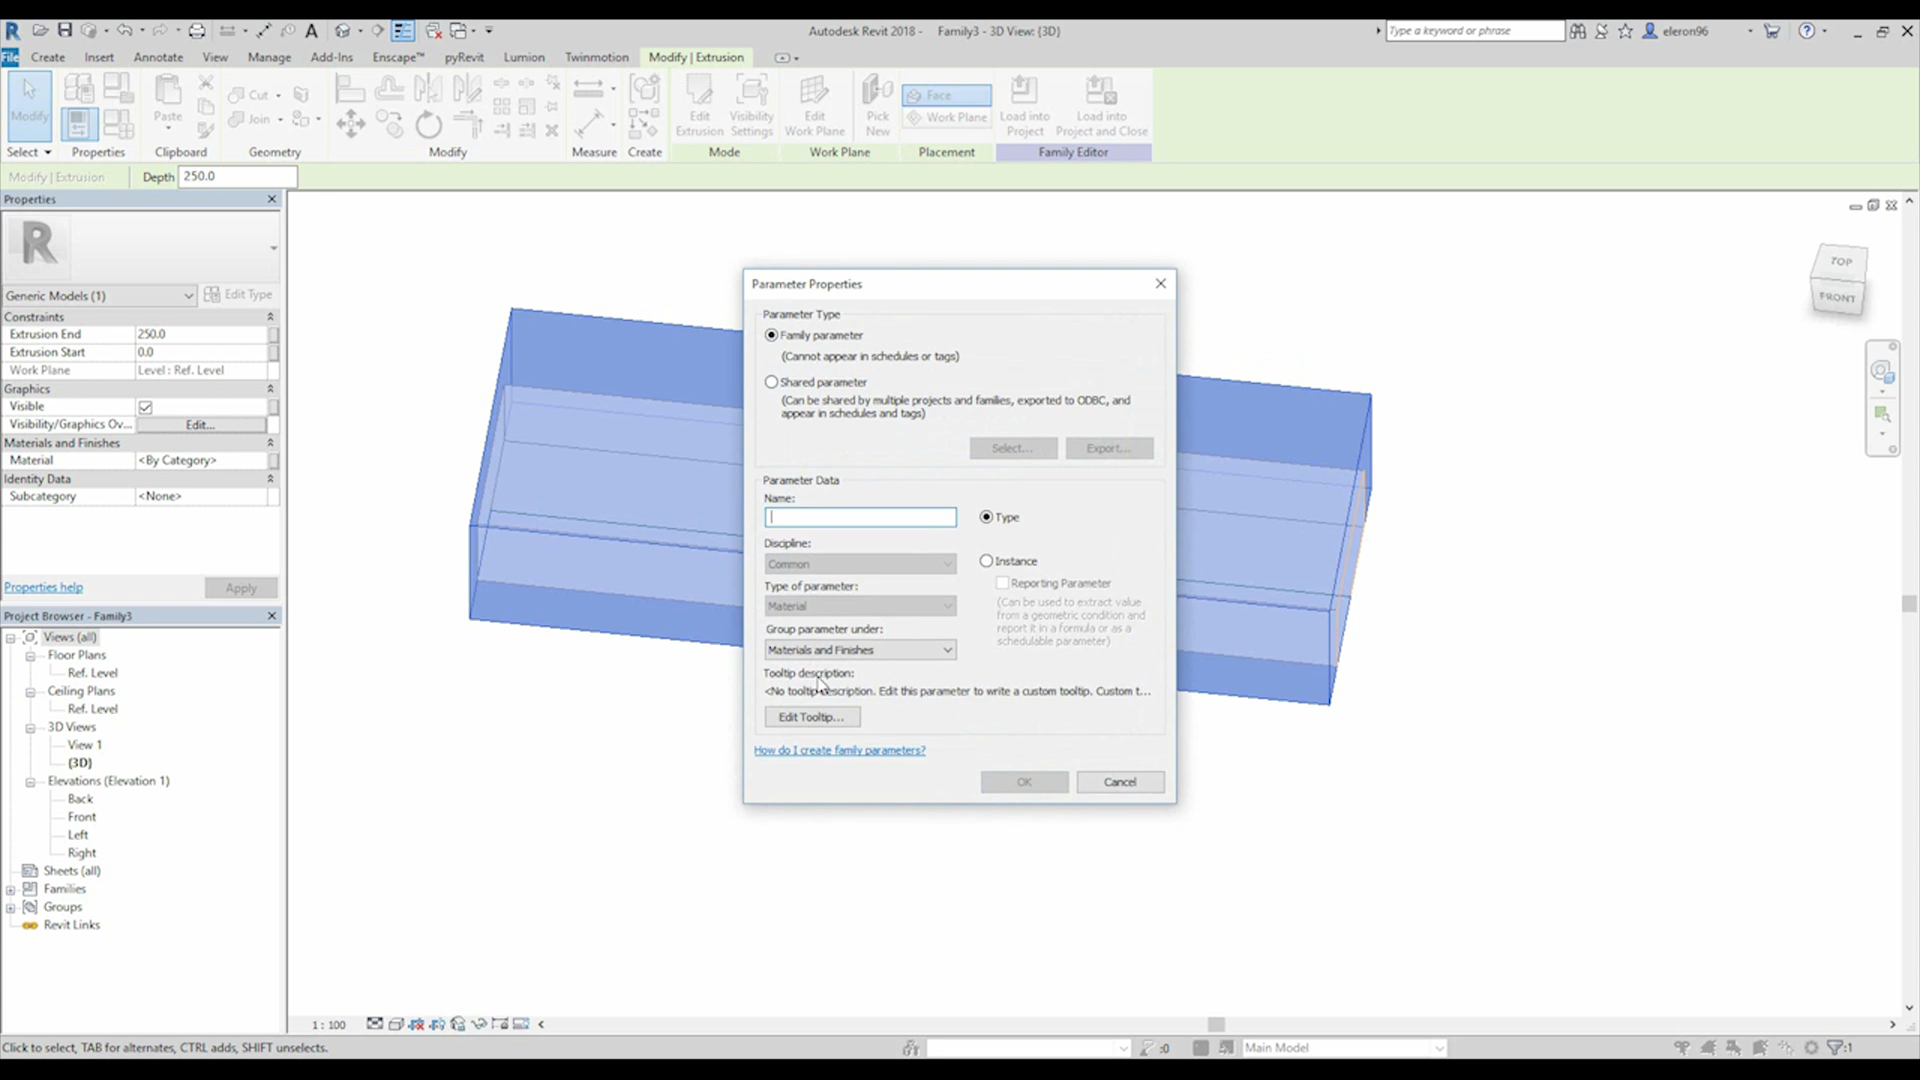 Autodesk Revit 2018 - Family3 - 3D View: {3D}
Type a keyword or phrase
eleron96
File Create Insert Annotate View Manage Add-Ins Enscape™ pyRevit Lumion Twinmotion Modify | Extrusion
Modify
Paste
Cut
Join
Edit Extrusion
Visibility Settings
Edit Work Plane
Pick New
Face
Work Plane
Load into Project
Load into Project and Close
Select Properties Clipboard Geometry Modify Measure Create Mode Work Plane Placement Family Editor
Modify | Extrusion Depth 250.0
Properties
Generic Models (1) Edit Type
Constraints
Extrusion End 250.0
Extrusion Start 0.0
Work Plane Level : Ref. Level
Graphics
Visible
Visibility/Graphics Ov... Edit...
Materials and Finishes
Material <By Category>
Identity Data
Subcategory <None>
Properties help Apply
Project Browser - Family3
Views (all)
Floor Plans
Ref. Level
Ceiling Plans
Ref. Level
3D Views
View 1
{3D}
Elevations (Elevation 1)
Back
Front
Left
Right
Sheets (all)
Families
Groups
Revit Links
TOP
FRONT
Parameter Properties
Parameter Type
Family parameter
(Cannot appear in schedules or tags)
Shared parameter
(Can be shared by multiple projects and families, exported to ODBC, and
appear in schedules and tags)
Select... Export...
Parameter Data
Name:
Type
Discipline:
Common
Instance
Type of parameter:
Reporting Parameter
Material
(Can be used to extract value
from a geometric condition and
report it in a formula or as a
schedulable parameter)
Group parameter under:
Materials and Finishes
Tooltip description:
<No tooltip description. Edit this parameter to write a custom tooltip. Custom t...
Edit Tooltip...
How do I create family parameters?
OK Cancel
1 : 100
Click to select, TAB for alternates, CTRL adds, SHIFT unselects.
:0
Main Model
:1